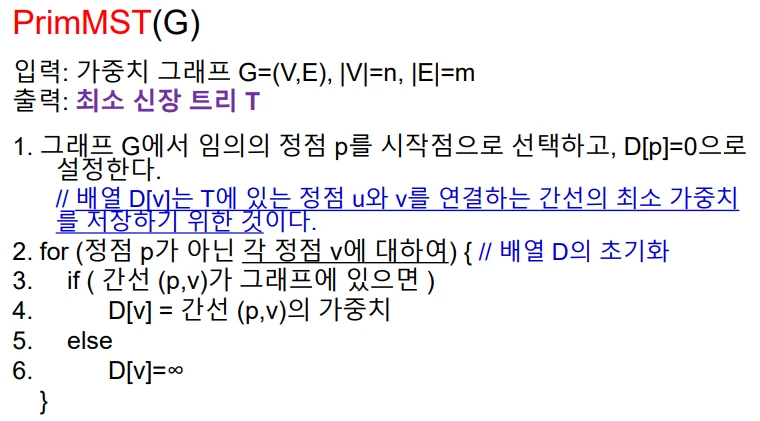 PrimMST(G)
입력: 가중치 그래프 G=(V,E), |V|=n, |E|=m
출력: 최소 신장 트리 T
1. 그래프 G에서 임의의 정점 p를 시작점으로 선택하고, D[p]=0으로
설정한다.
// 배열 D[v]는 T에 있는 정점 u와 v를 연결하는 간선의 최소 가중치
를 저장하기 위한 것이다.
2. for (정점 p가 아닌 각 정점 v에 대하여) { // 배열 D의 초기화
3. if ( 간선 (p,v)가 그래프에 있으면 )
4. D[v] = 간선 (p,v)의 가중치
5. else
6. D[v]=∞
}